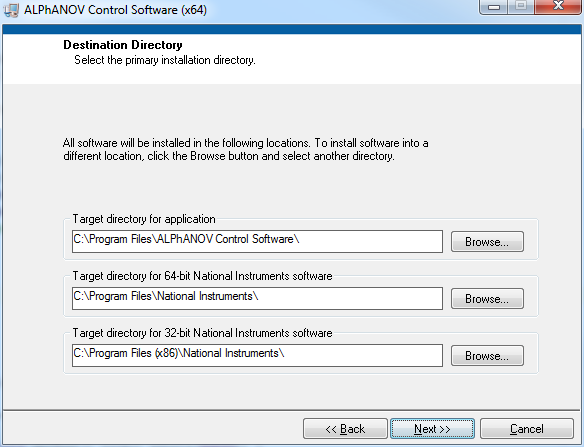 ALPhANOV Control Software (x64)
Destination Directory
Select the primary installation directory.
All software will be installed in the following locations. To install software into a
different location, click the Browse button and select another directory.
Target directory for application
C:\Program Files\ALPhANOV Control Software\
Browse...
Target directory for 64-bit National Instruments software
C:\Program Files\National Instruments\
Browse...
Target directory for 32-bit National Instruments software
C:\Program Files (x86)\National Instruments\
Browse...
<< Back
Next >>
Cancel